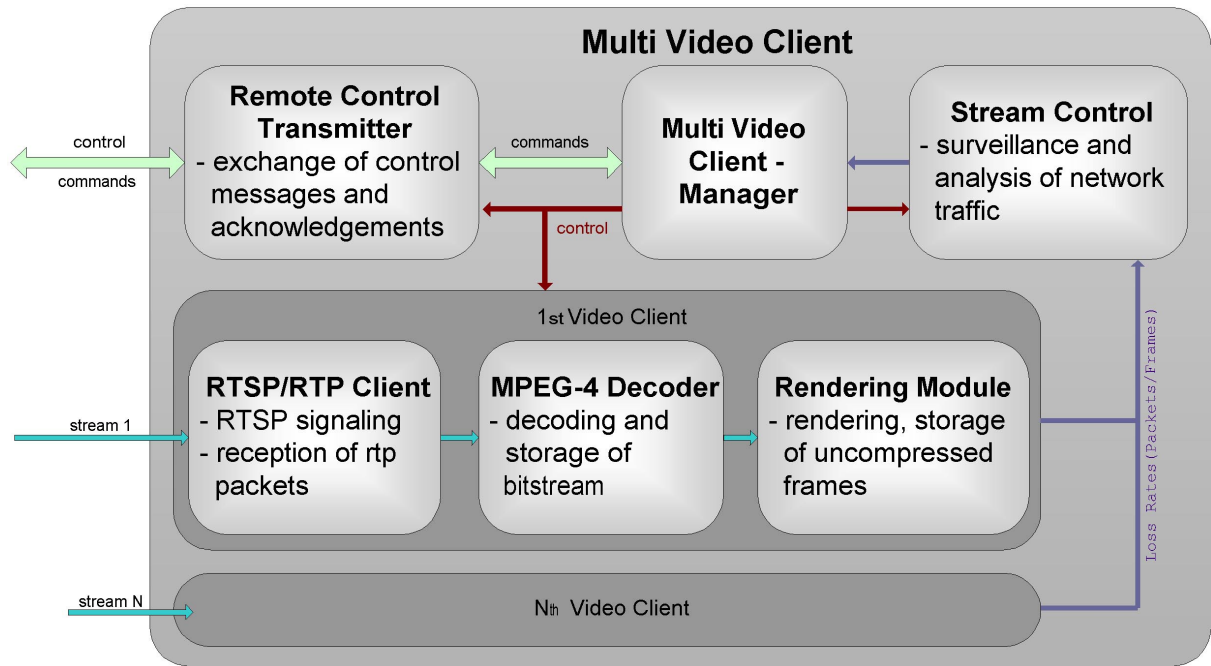 Multi Video Client
Remote Control
Transmitter
- exchange of control
messages and
acknowledgements
Multi Video
Client -
Manager
Stream Control
- surveillance and
analysis of network
traffic
control
commands
commands
control
1st Video Client
RTSP/RTP Client
- RTSP signaling
- reception of rtp
packets
MPEG-4 Decoder
- decoding and
storage of
bitstream
Rendering Module
- rendering, storage
of uncompressed
frames
stream 1
Loss Rates(Packets/Frames)
stream N
Nth Video Client